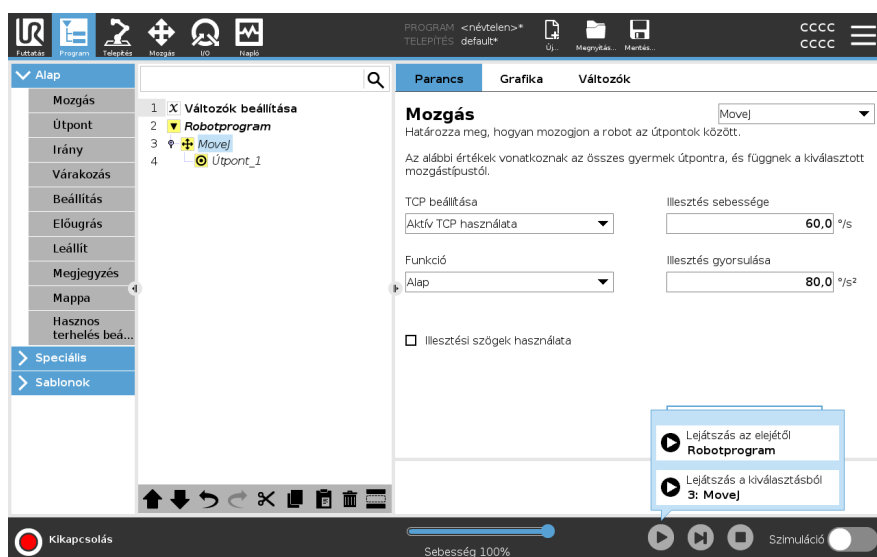 UR
Futtatás
Program
Telepítés
Mozgás
I/O
Napló
PROGRAM <névtelen>*
TELEPÍTÉS default*
Új...
Megnyitás...
Mentés...
CCCC
CCCC
Alap
Mozgás
Útpont
Irány
Várakozás
Beállítás
Előugrás
Leállít
Megjegyzés
Mappa
Hasznos
terhelés beá...
Speciális
Sablonok
1 X Változók beállítása
2 Robotprogram
3 MoveJ
4 Útpont_1
Parancs Grafika Változók
Mozgás
MoveJ
Határozza meg, hogyan mozogjon a robot az útpontok között.
Az alábbi értékek vonatkoznak az összes gyermek útpontra, és függnek a kiválasztott
mozgástípustól.
TCP beállítása
Aktív TCP használata
Illesztés sebessége
60,0 °/s
Funkció
Alap
Illesztés gyorsulása
80,0 °/s²
Illesztési szögek használata
Lejátszás az elejétől
Robotprogram
Lejátszás a kiválasztásból
3: MoveJ
Kikapcsolás
Sebesség 100%
Szimuláció